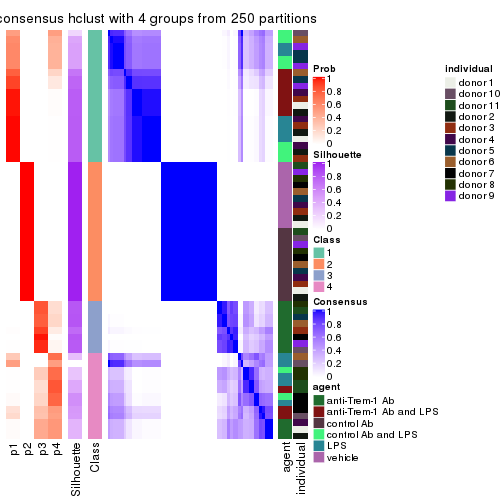 consensus hclust with 4 groups from 250 partitions
Prob
1
0.8
0.6
0.4
0.2
0
Silhouette
1
0.8
0.6
0.4
0.2
0
Class
1
2
3
4
Consensus
1
0.8
0.6
0.4
0.2
0
agent
anti-Trem-1 Ab
anti-Trem-1 Ab and LPS
control Ab
control Ab and LPS
LPS
vehicle
individual
donor 1
donor 10
donor 11
donor 2
donor 3
donor 4
donor 5
donor 6
donor 7
donor 8
donor 9
p1
p2
p3
p4
Silhouette
Class
agent
individual